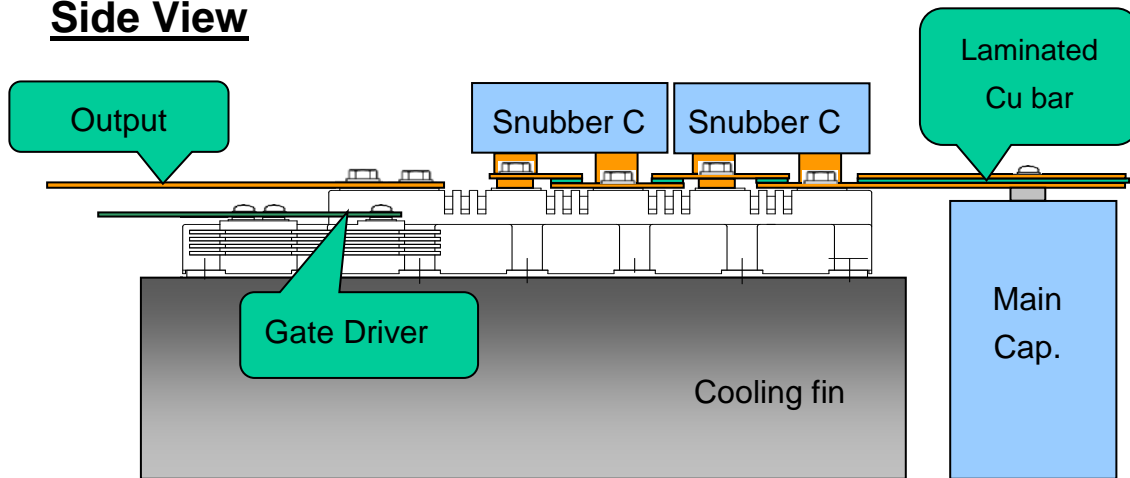 Side View
Output
Snubber C
Snubber C
Laminated
Cu bar
Gate Driver
Cooling fin
Main
Cap.